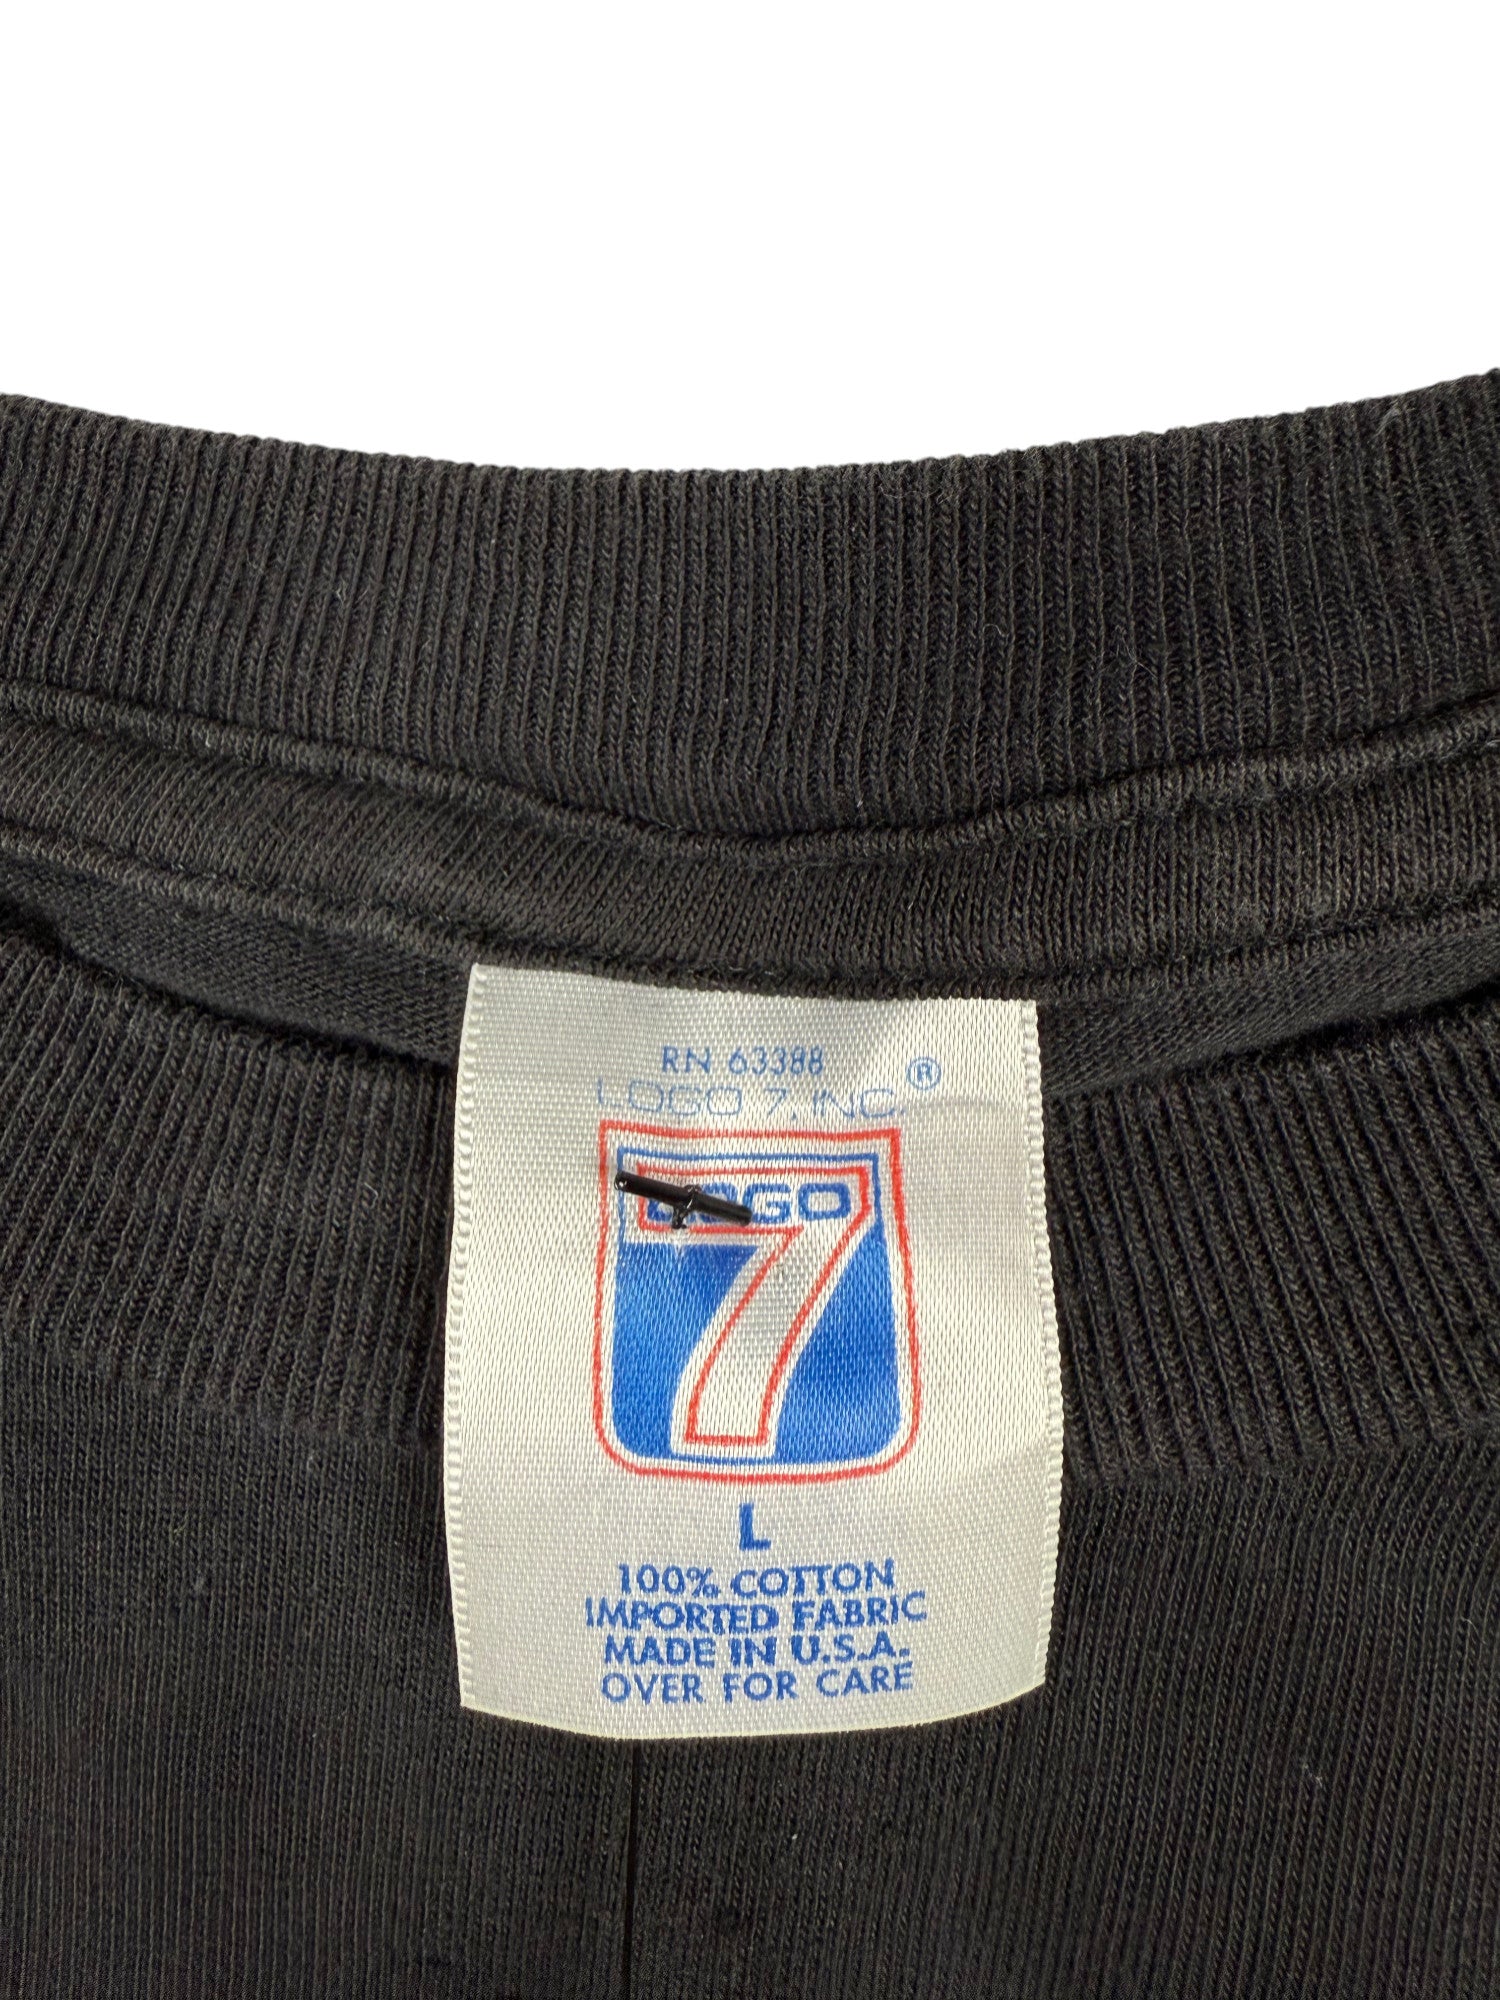 RN 63388
LOGO 7, INC.®
LOGO
7
L
100% COTTON
IMPORTED FABRIC
MADE IN U.S.A.
OVER FOR CARE